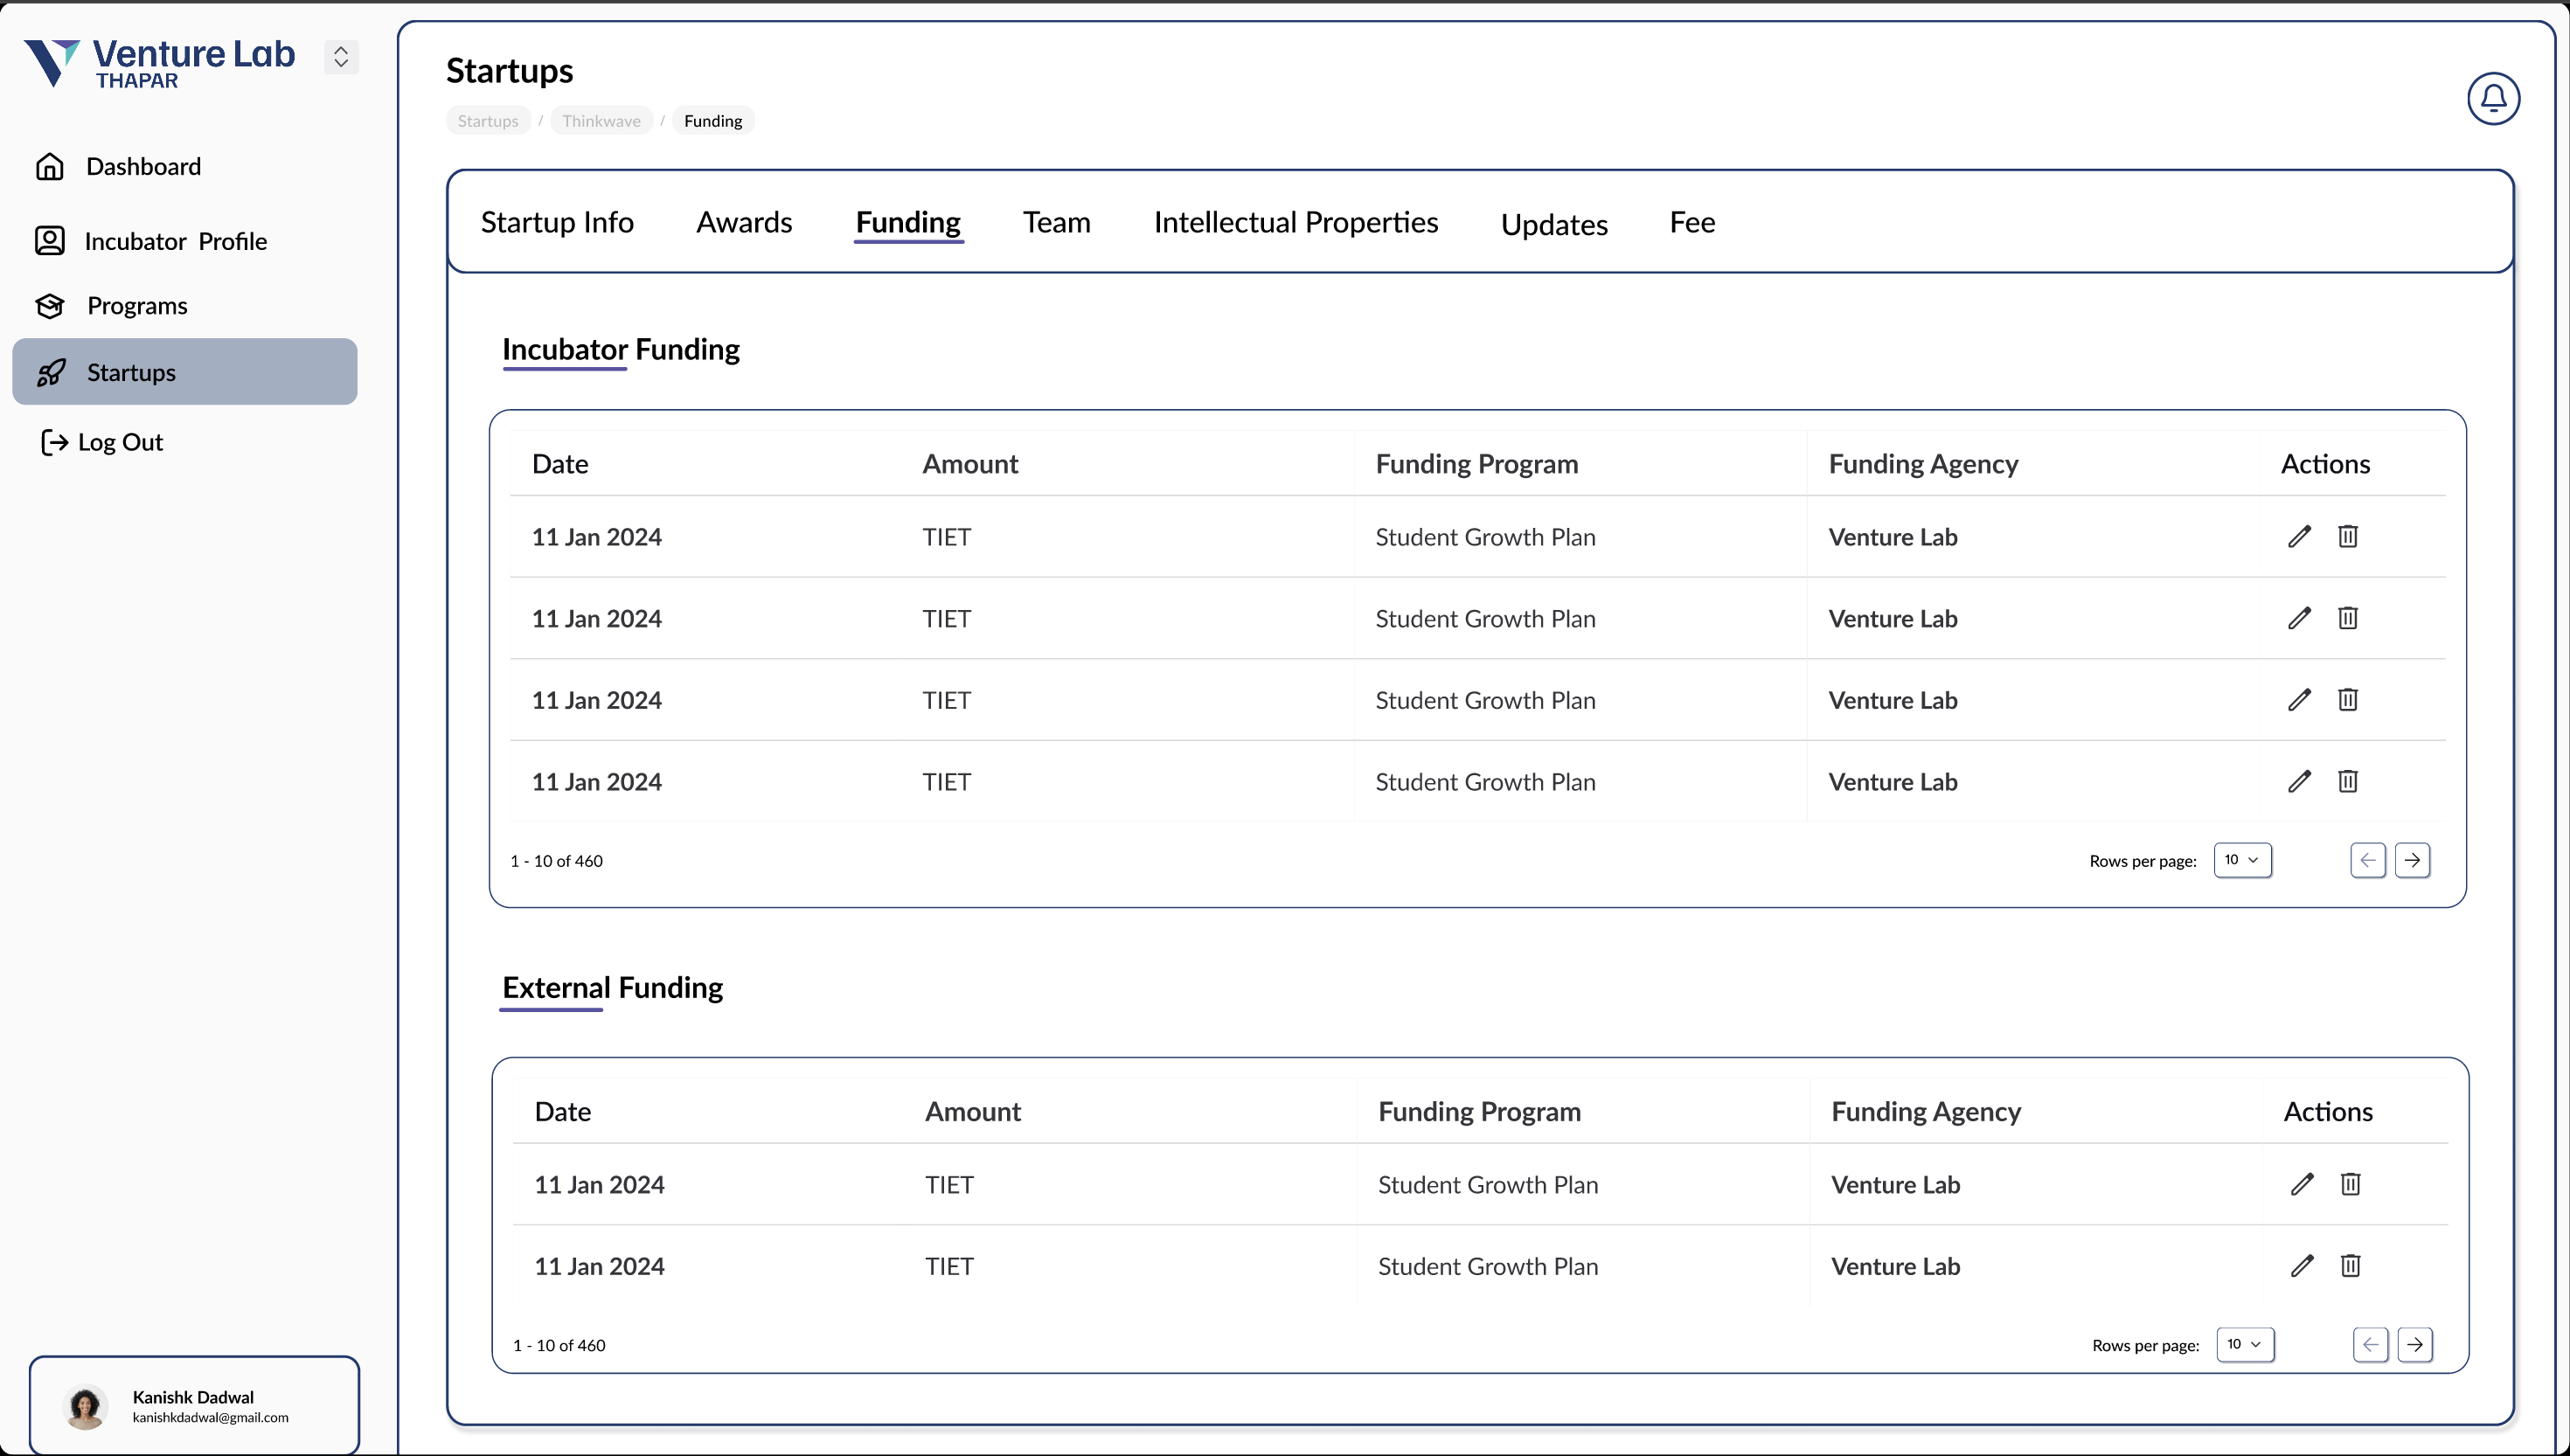 Venture Lab
THAPAR
Dashboard
Incubator Profile
Programs
Startups
Log Out
Kanishk Dadwal
kanishkdadwal@gmail.com
Startups
Startups / Thinkwave / Funding
Startup Info Awards Funding Team Intellectual Properties Updates Fee
Incubator Funding
Date Amount Funding Program Funding Agency Actions
11 Jan 2024 TIET Student Growth Plan Venture Lab
11 Jan 2024 TIET Student Growth Plan Venture Lab
11 Jan 2024 TIET Student Growth Plan Venture Lab
11 Jan 2024 TIET Student Growth Plan Venture Lab
1 - 10 of 460 Rows per page: 10
External Funding
Date Amount Funding Program Funding Agency Actions
11 Jan 2024 TIET Student Growth Plan Venture Lab
11 Jan 2024 TIET Student Growth Plan Venture Lab
1 - 10 of 460 Rows per page: 10